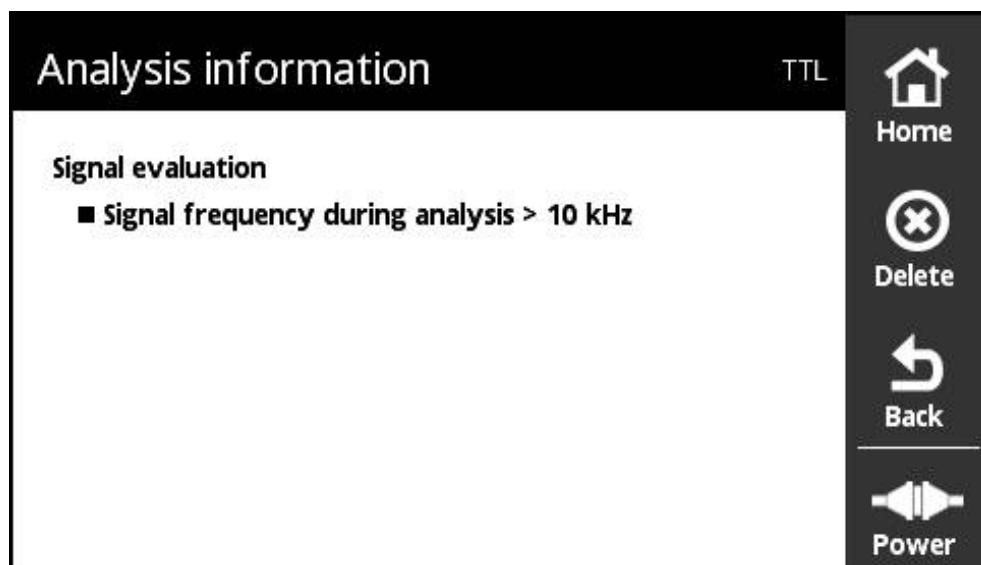 Analysis information
TTL
Signal evaluation
■ Signal frequency during analysis > 10 kHz
Home
Delete
Back
Power